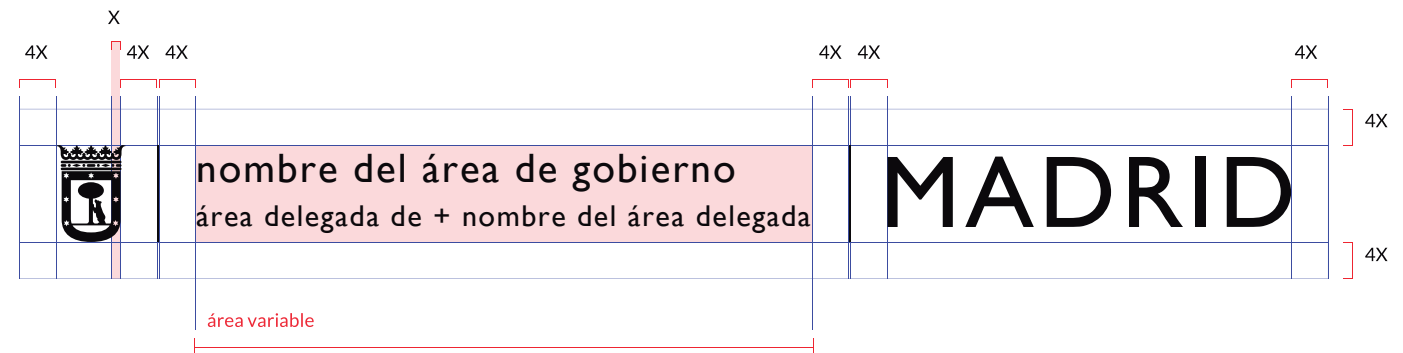 X
4X 4X 4X 4X 4X 4X
4X
nombre del área de gobierno
área delegada de + nombre del área delegada
MADRID
4X
área variable